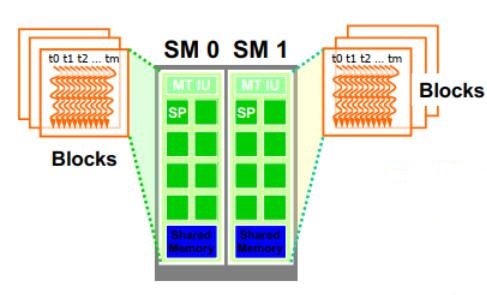 SM 0 SM 1
t0 t1 t2 ... tm
t0 t1 t2 ... tm
MT IU
MT IU
SP
SP
Blocks
Blocks
Shared
Memory
Shared
Memory